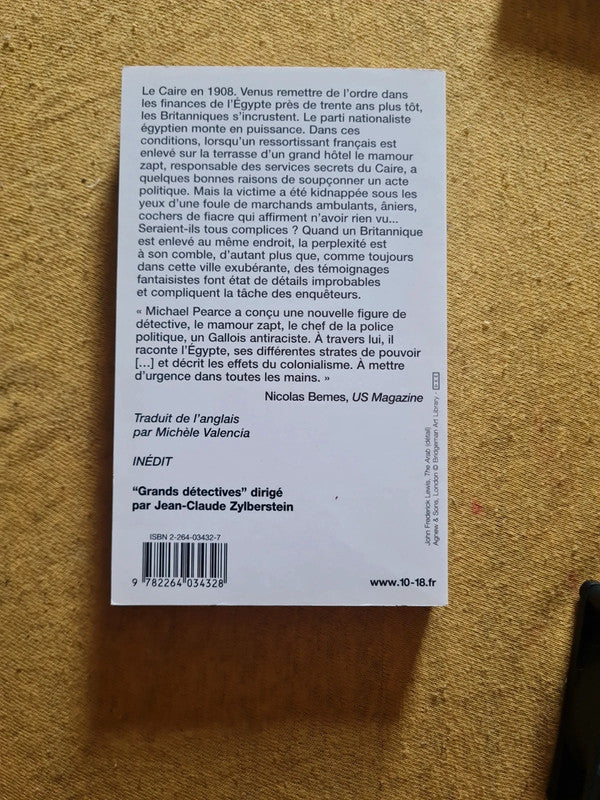 Le Caire en 1908. Venus remettre de l'ordre dans
les finances de l'Égypte près de trente ans plus tôt,
les Britanniques s'incrustent. Le parti nationaliste
égyptien monte en puissance. Dans ces
conditions, lorsqu'un ressortissant français est
enlevé sur la terrasse d'un grand hôtel le mamour
zapt, responsable des services secrets du Caire, a
quelques bonnes raisons de soupçonner un acte
politique. Mais la victime a été kidnappée sous les
yeux d'une foule de marchands ambulants, âniers,
cochers de fiacre qui affirment n'avoir rien vu...
Seraient-ils tous complices ? Quand un Britannique
est enlevé au même endroit, la perplexité est
à son comble, d'autant plus que, comme toujours
dans cette ville exubérante, des témoignages
fantaisistes font état de détails improbables
et compliquent la tâche des enquêteurs.
« Michael Pearce a conçu une nouvelle figure de
détective, le mamour zapt, le chef de la police
politique, un Gallois antiraciste. À travers lui, il
raconte l'Égypte, ses différentes strates de pouvoir
[…] et décrit les effets du colonialisme. À mettre
d'urgence dans toutes les mains. »
Nicolas Bemes, US Magazine
Traduit de l'anglais
par Michèle Valencia
INÉDIT
"Grands détectives" dirigé
par Jean-Claude Zylberstein
ISBN 2-264-03432-7
9 782264 034328
www.10-18.fr
John Frederick Lewis, The Arab (détail)
Agnew & Sons, London © Bridgeman Art Library -